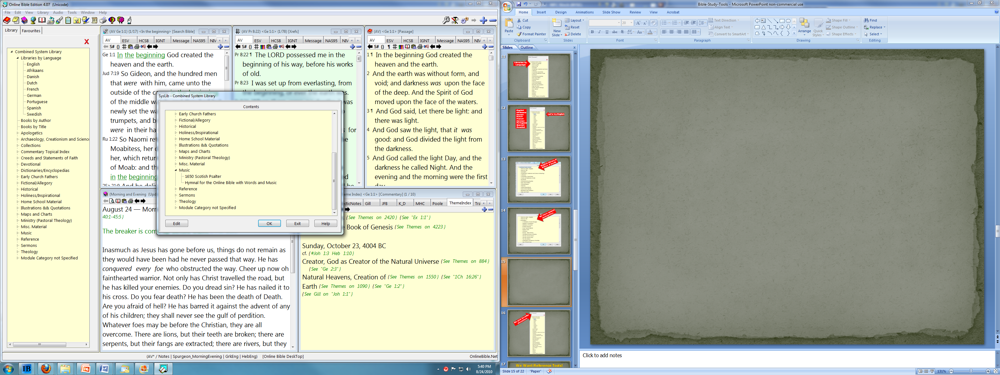 Online Bible Edition 4.07 (Unicode)
File Edit View Library Audio Tools Window Help
Library Favourites
Combined System Library
Libraries by Language
English
Afrikaans
Danish
Dutch
French
German
Portuguese
Spanish
Swedish
Books by Author
Books by Title
Apologetics
Archaeology, Creationism and Science
Collections
Commentary Topical Index
Creeds and Statements of Faith
Devotional
Dictionaries/Encyclopedias
Early Church Fathers
Fictional/Allegory
Historical
Holiness/Inspirational
Home School Material
Illustrations && Quotations
Maps and Charts
Ministry (Pastoral Theology)
Misc. Material
Music
Reference
Sermons
Theology
Module Category not Specified
(AV Ge 1:1) (1/17) <In the beginning> [Search Bible]
AV ESV HCSB IGNT Message NAS95 NIV
S# {}
Ge 1:1 In the beginning God created the
heaven and the earth.
Jud 7:19 So Gideon, and the hundred men
that were with him, came unto the
outside of the
of the middle
newly set the
trumpets, and
were in their
Ru 1:22 So Naomi
Moabitess, her
her, which
of Moab: and
in the beginning
(AV Pr 8:22) <Ge 1:1> (1/78) [Xrefs]
AV ESV HCSB IGNT Message NAS95 NIV
S# {}
Pr 8:22 ¶ The LORD possessed me in the
beginning of his way, before his works
of old.
Pr 8:23 I was set up from everlasting, from
the beginning, or ever the earth was.
was
for
(AV) <Ge 1:1> [Passage]
AV ESV HCSB IGNT Message NAS95 NIV
S# {} ¶
1 ¶ In the beginning God created the
heaven and the earth.
2 And the earth was without form, and
void; and darkness was upon the face
of the deep. And the Spirit of God
moved upon the face of the waters.
3 ¶ And God said, Let there be light: and
there was light.
4 And God saw the light, that it was
good: and God divided the light from
the darkness.
5 And God called the light Day, and the
darkness he called Night. And the
evening and the morning were the first
day.
SysLib - Combined System Library
Contents
Early Church Fathers
Fictional/Allegory
Historical
Holiness/Inspirational
Home School Material
Illustrations && Quotations
Maps and Charts
Ministry (Pastoral Theology)
Misc. Material
Music
1650 Scotish Psalter
Hymnal for the Online Bible with Words and Music
Reference
Sermons
Theology
Module Category not Specified
Edit OK Exit Help
(Morning and Evening
August 24 —
40:1-45:5}
The breaker is
Inasmuch as Jesus has gone before us, things do not remain as
they would have been had he never passed that way. He has
conquered every foe who obstructed the way. Cheer up now oh
fainthearted warrior. Not only has Christ travelled the road, but
he has killed your enemies. Do you dread sin? He has nailed it to
his cross. Do you fear death? He has been the death of Death.
Are you afraid of hell? He has barred it against the advent of any
of his children; they shall never see the gulf of perdition.
Whatever foes may be before the Christian, they are all
overcome. There are lions, but their teeth are broken; there are
serpents, but their fangs are extracted; there are rivers, but they
Index) <Ge 1:1> [Commentary] (1 / 10)
Gill JFB K_D MHC Poole ThemeIndex
{See Themes on 2420} {See "Ex 1:1"}
Book of Genesis {See Themes on 4223}
Sunday, October 23, 4004 BC
cf. {#Joh 1:3 Heb 1:10}
Creator, God as Creator of the Natural Universe {See Themes on 884}
{See "Ge 2:3"}
Natural Heavens, Creation of {See Themes on 1550} {See "1Ch 16:26"}
Earth {See Themes on 1090} {See "Ge 1:2"}
{See Gill on "Joh 1:1"}
(AV* / Notes | Spurgeon_MorningEvening | GrkEng | HebEng) [Online Bible DeskTop]
OnlineBible.Net
IB
5:40 PM
8/24/2010
Bible-Study-Tools - Microsoft PowerPoint non-commercial use
Home Insert Design Animations Slide Show Review View Acrobat
Paste Cut Copy Format Painter
Clipboard
New Slide Layout Reset Delete
Slides
20
B I U abc S AV Aa A
Font
Text Direction
Align Text
Convert to SmartArt
Paragraph
Arrange Quick Styles
Shape Fill
Shape Outline
Shape Effects
Drawing
Find
Replace
Select
Editing
Slides Outline
11
Libraries by
Language
12
English
Afrikaans
Danish
Dutch
French
German
Portuguese
Spanish
Swedish
Let's try English
13
English library of
Bibles & books
14
We have opened
Apologetics.
15
16
17
We Want Reference Tools!
Click to add notes
Slide 15 of 22 "Paper"
131%